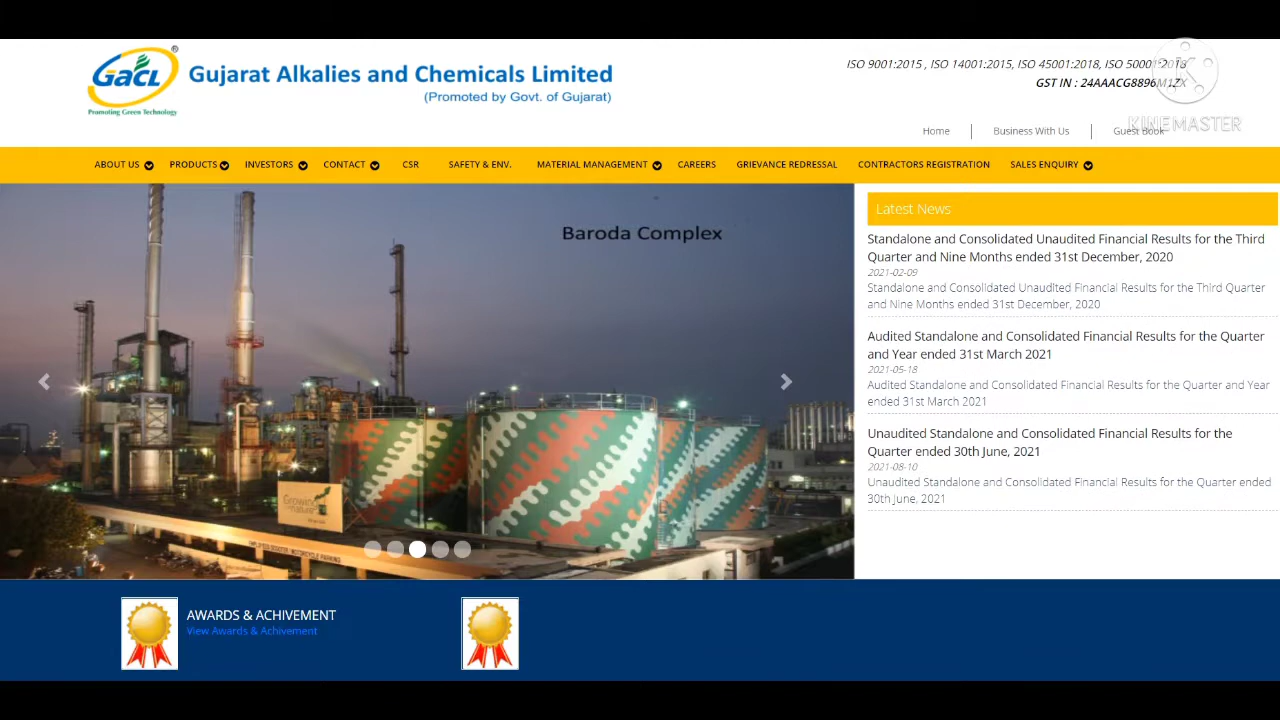 GACL
®
Promoting Green Technology
Gujarat Alkalies and Chemicals Limited
(Promoted by Govt. of Gujarat)
ISO 9001:2015 , ISO 14001:2015, ISO 45001:2018, ISO 50001:2018
GST IN : 24AAACG8896M1ZX
KINEMASTER
Home
Business With Us
Guest Book
ABOUT US
PRODUCTS
INVESTORS
CONTACT
CSR
SAFETY & ENV.
MATERIAL MANAGEMENT
CAREERS
GRIEVANCE REDRESSAL
CONTRACTORS REGISTRATION
SALES ENQUIRY
Baroda Complex
Latest News
Standalone and Consolidated Unaudited Financial Results for the Third
Quarter and Nine Months ended 31st December, 2020
2021-02-09
Standalone and Consolidated Unaudited Financial Results for the Third Quarter
and Nine Months ended 31st December, 2020
Audited Standalone and Consolidated Financial Results for the Quarter
and Year ended 31st March 2021
2021-05-18
Audited Standalone and Consolidated Financial Results for the Quarter and Year
ended 31st March 2021
Unaudited Standalone and Consolidated Financial Results for the
Quarter ended 30th June, 2021
2021-08-10
Unaudited Standalone and Consolidated Financial Results for the Quarter ended
30th June, 2021
AWARDS & ACHIVEMENT
View Awards & Achivement